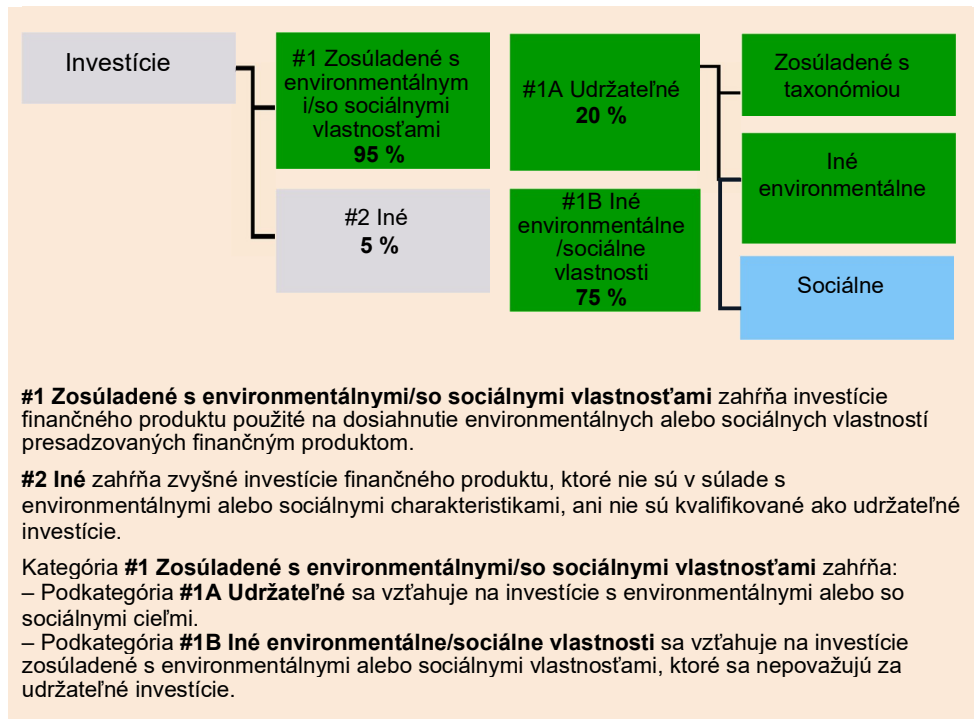 Investície
#1 Zosúladené s
environmentálnym
i/so sociálnymi
vlastnosťami
95 %
#2 Iné
5 %
#1A Udržateľné
20 %
#1B Iné
environmentálne
/sociálne
vlastnosti
75 %
Zosúladené s
taxonómiou
Iné
environmentálne
Sociálne
#1 Zosúladené s environmentálnymi/so sociálnymi vlastnosťami zahŕňa investície
finančného produktu použité na dosiahnutie environmentálnych alebo sociálnych vlastností
presadzovaných finančným produktom.
#2 Iné zahŕňa zvyšné investície finančného produktu, ktoré nie sú v súlade s
environmentálnymi alebo sociálnymi charakteristikami, ani nie sú kvalifikované ako udržateľné
investície.
Kategória #1 Zosúladené s environmentálnymi/so sociálnymi vlastnosťami zahŕňa:
– Podkategória #1A Udržateľné sa vzťahuje na investície s environmentálnymi alebo so
sociálnymi cieľmi.
– Podkategória #1B Iné environmentálne/sociálne vlastnosti sa vzťahuje na investície
zosúladené s environmentálnymi alebo sociálnymi vlastnosťami, ktoré sa nepovažujú za
udržateľné investície.